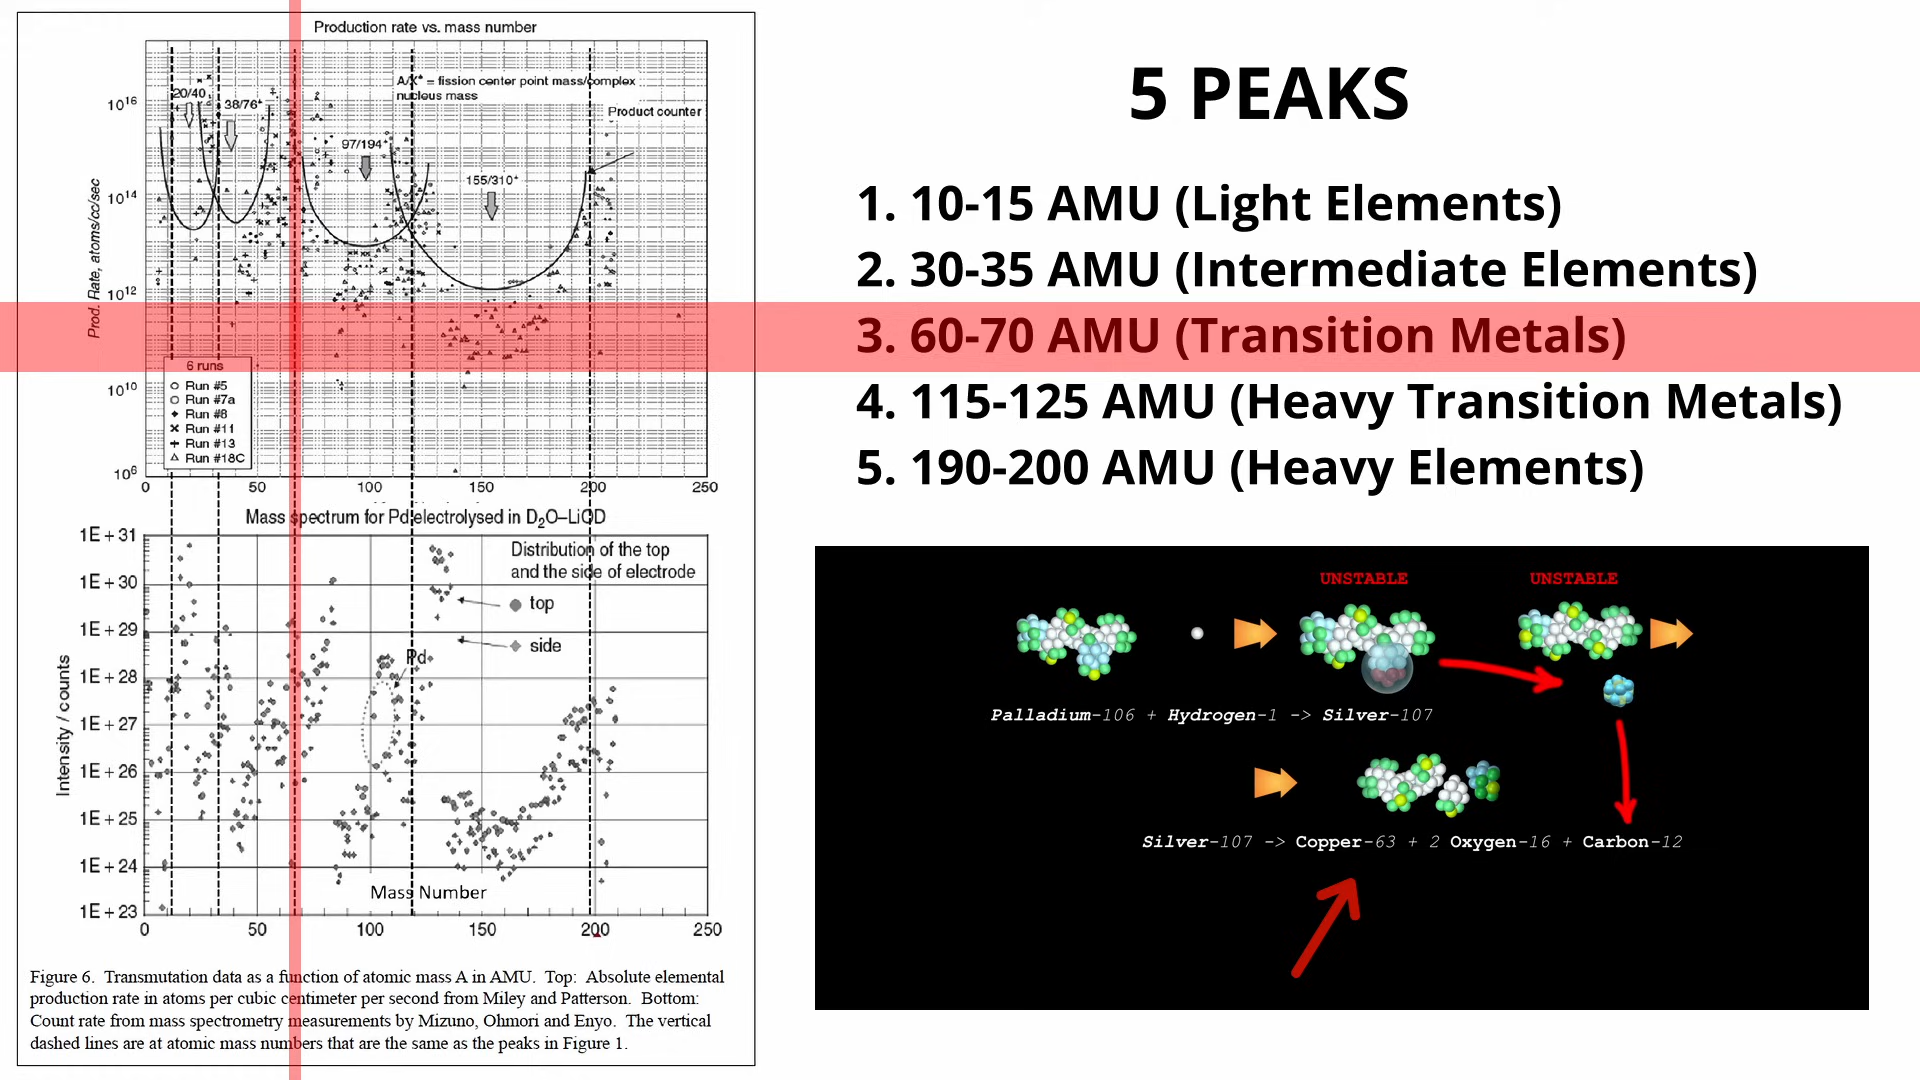 Production rate vs. mass number
A/X* = fission center point mass/complex
nucleus mass
Product counter
20/40
38/76*
97/194*
155/310*
10^16
10^14
10^12
10^10
10^6
Prod. Rate, atoms/cc/sec
6 runs
Run #5
Run #7a
Run #8
Run #11
Run #13
Run #18C
0 50 100 150 200 250
Mass spectrum for Pd electrolysed in D2O–LiOD
Distribution of the top
and the side of electrode
top
side
Pd
1E + 31
1E + 30
1E + 29
1E + 28
1E + 27
1E + 26
1E + 25
1E + 24
1E + 23
Intensity / counts
Mass Number
0 50 100 150 200 250
Figure 6. Transmutation data as a function of atomic mass A in AMU. Top: Absolute elemental
production rate in atoms per cubic centimeter per second from Miley and Patterson. Bottom:
Count rate from mass spectrometry measurements by Mizuno, Ohmori and Enyo. The vertical
dashed lines are at atomic mass numbers that are the same as the peaks in Figure 1.
5 PEAKS
1. 10-15 AMU (Light Elements)
2. 30-35 AMU (Intermediate Elements)
3. 60-70 AMU (Transition Metals)
4. 115-125 AMU (Heavy Transition Metals)
5. 190-200 AMU (Heavy Elements)
UNSTABLE UNSTABLE
Palladium-106 + Hydrogen-1 -> Silver-107
Silver-107 -> Copper-63 + 2 Oxygen-16 + Carbon-12